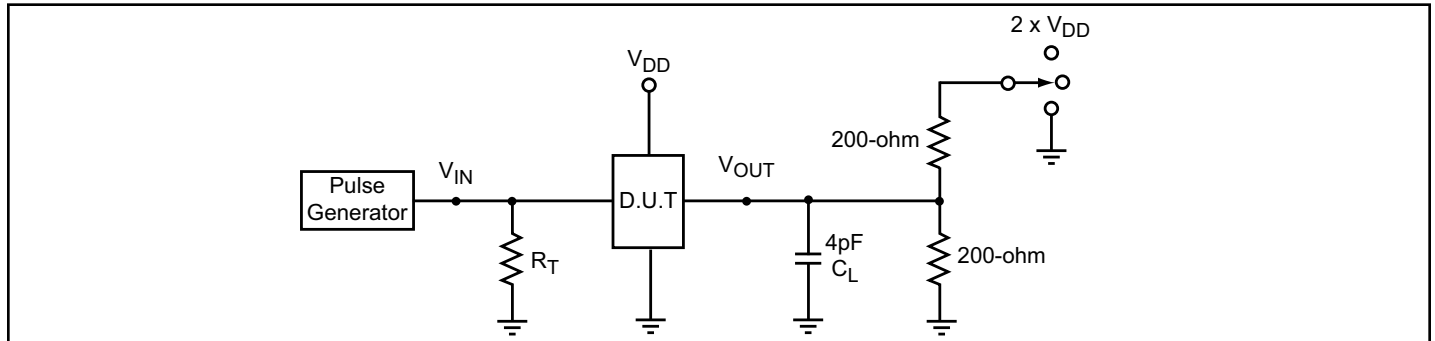 2 x VDD
VDD
200-ohm
VIN
VOUT
Pulse
Generator
D.U.T
RT
4pF
CL
200-ohm